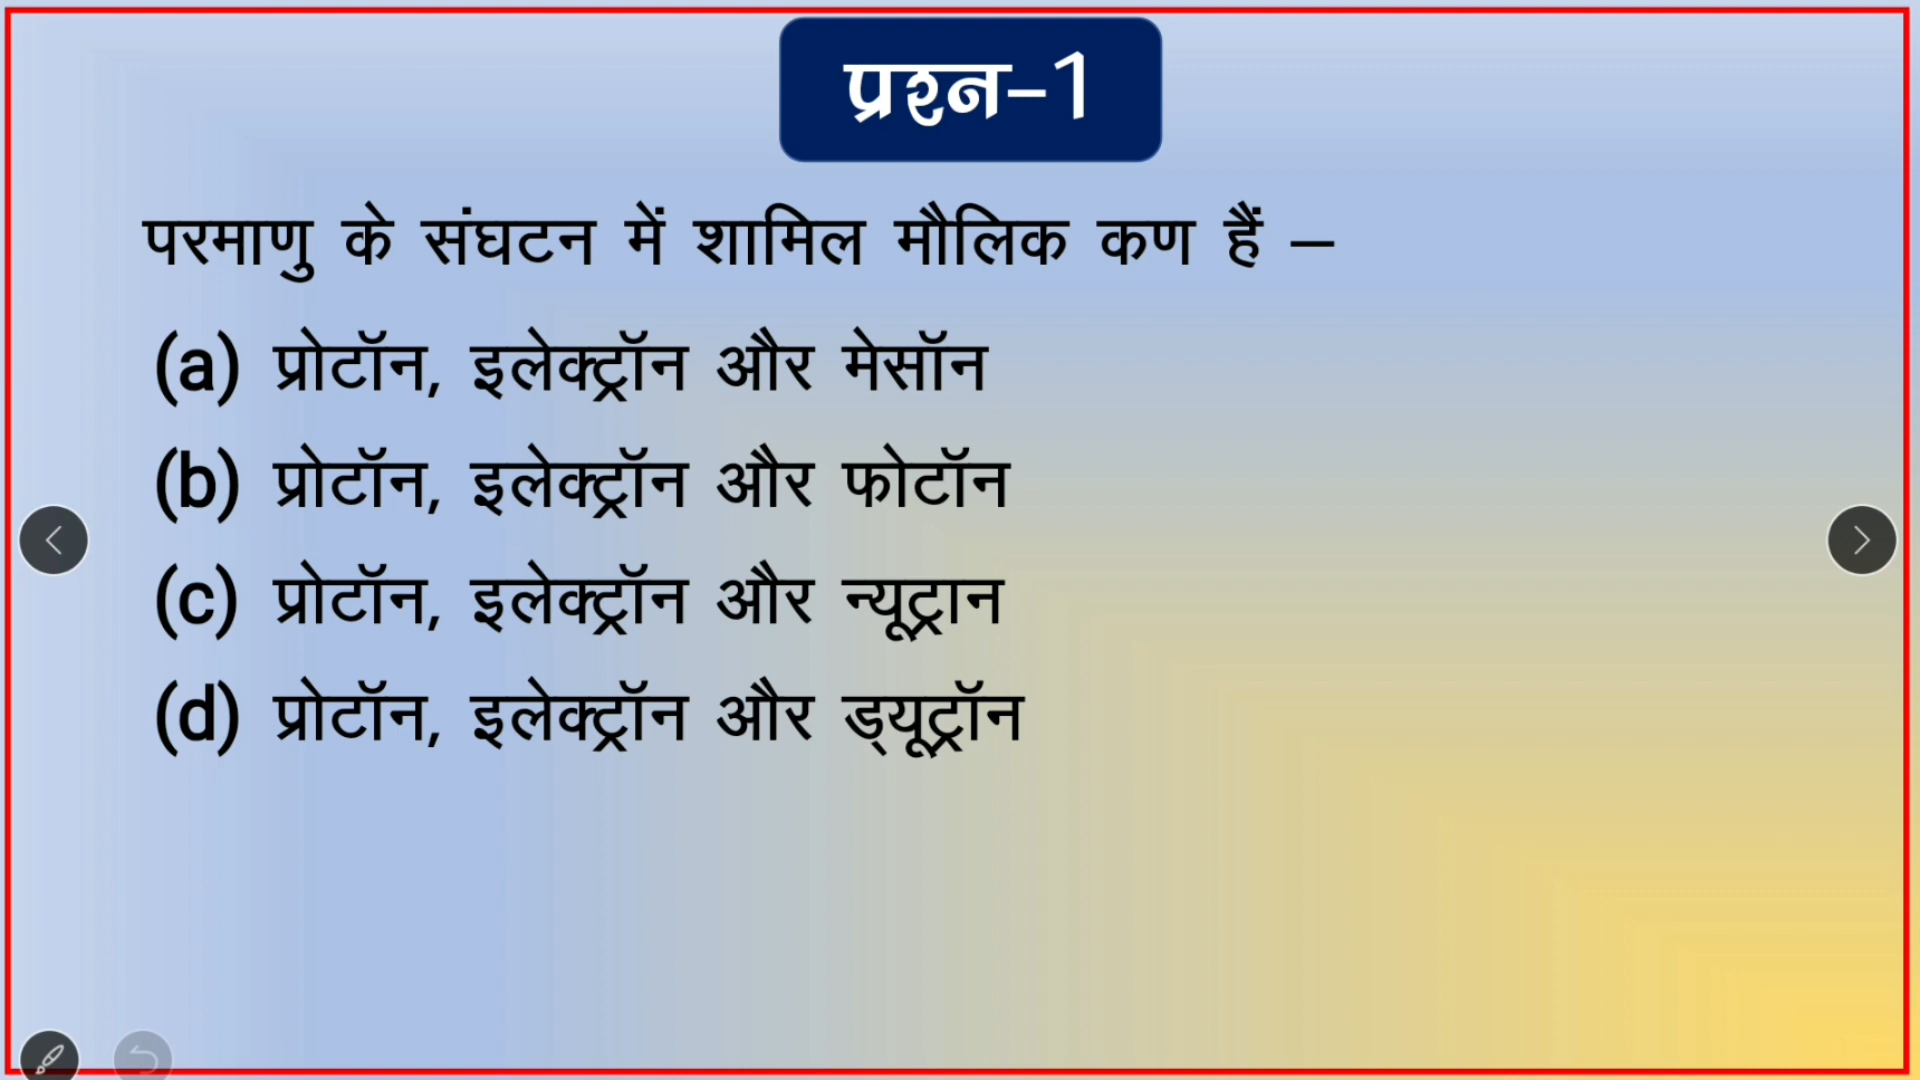 प्रश्न–1
परमाणु के संघटन में शामिल मौलिक कण हैं –
(a) प्रोटॉन, इलेक्ट्रॉन और मेसॉन
(b) प्रोटॉन, इलेक्ट्रॉन और फोटॉन
(c) प्रोटॉन, इलेक्ट्रॉन और न्यूट्रान
(d) प्रोटॉन, इलेक्ट्रॉन और ड्यूट्रॉन